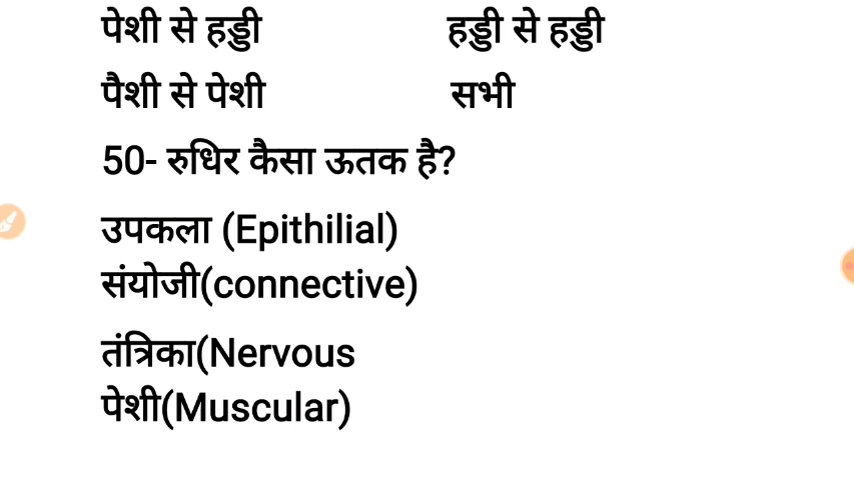 पेशी से हड्डी हड्डी से हड्डी
पैशी से पेशी सभी
50- रुधिर कैसा ऊतक है?
उपकला (Epithilial)
संयोजी(connective)
तंत्रिका(Nervous
पेशी(Muscular)